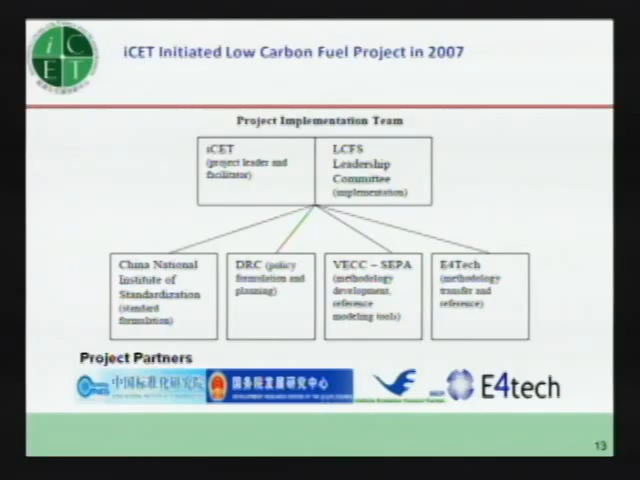 iCET Initiated Low Carbon Fuel Project in 2007
iCET
Project Implementation Team
iCET
(project leader and
facilitator)
LCFS
Leadership
Committee
(implementation)
China National
Institute of
Standardization
(standard
formulation)
DRC (policy
formulation and
planning)
VECC – SEPA
(methodology
development,
reference
modeling tools)
E4Tech
(methodology
transfer and
reference)
Project Partners
中国标准化研究院
国务院发展研究中心
E4tech
13